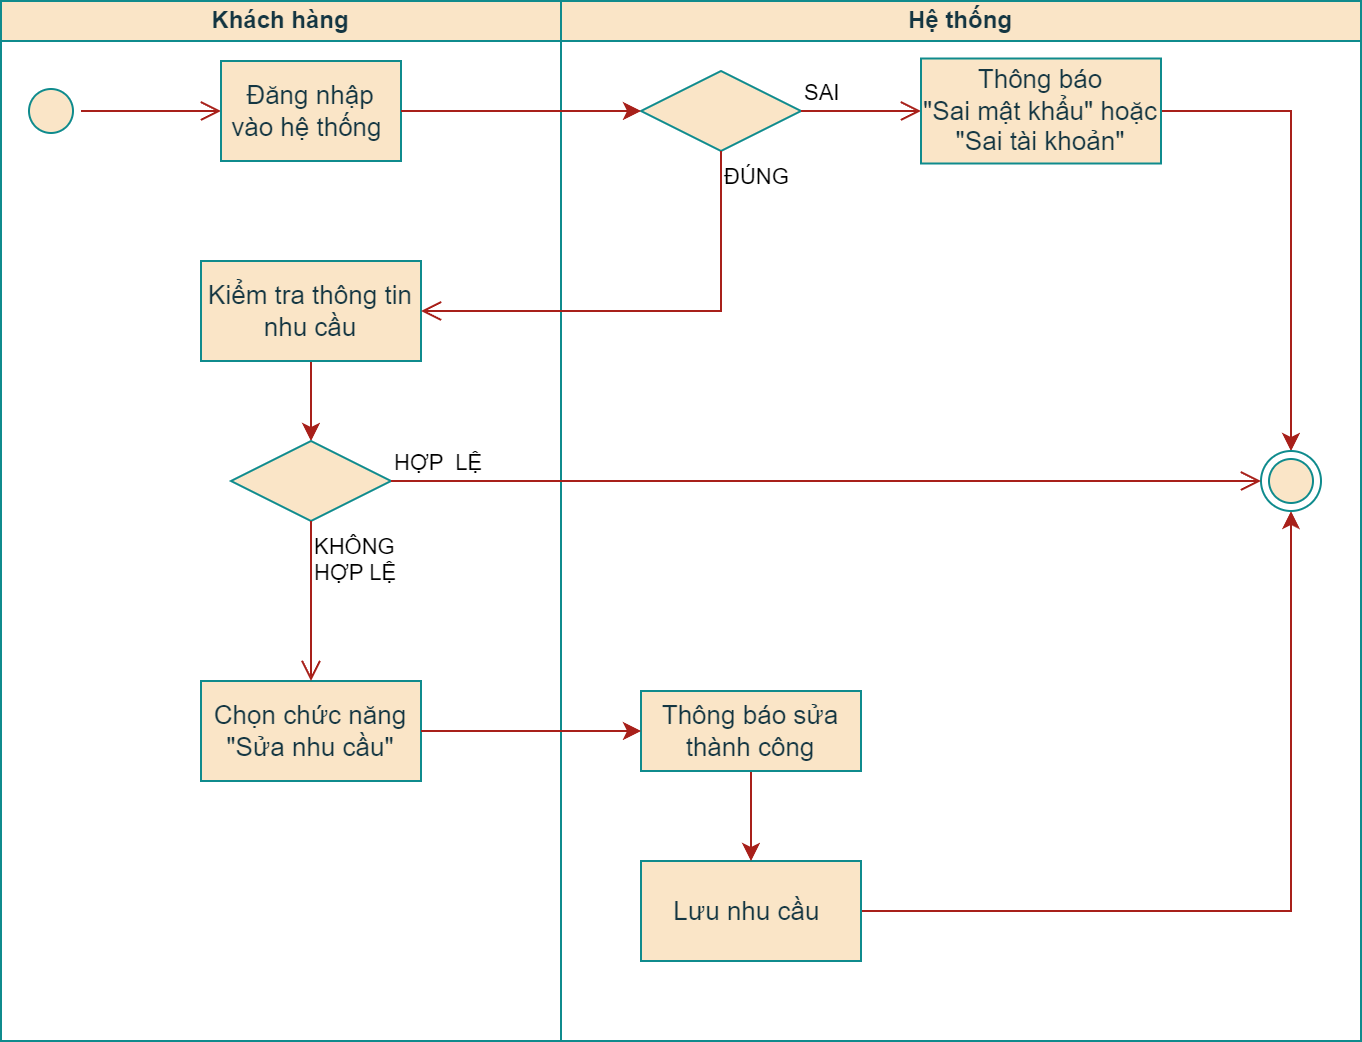 Khách hàng
Hệ thống
Đăng nhập
vào hệ thống
SAI
Thông báo
"Sai mật khẩu" hoặc
"Sai tài khoản"
ĐÚNG
Kiểm tra thông tin
nhu cầu
HỢP LỆ
KHÔNG
HỢP LỆ
Chọn chức năng
"Sửa nhu cầu"
Thông báo sửa
thành công
Lưu nhu cầu